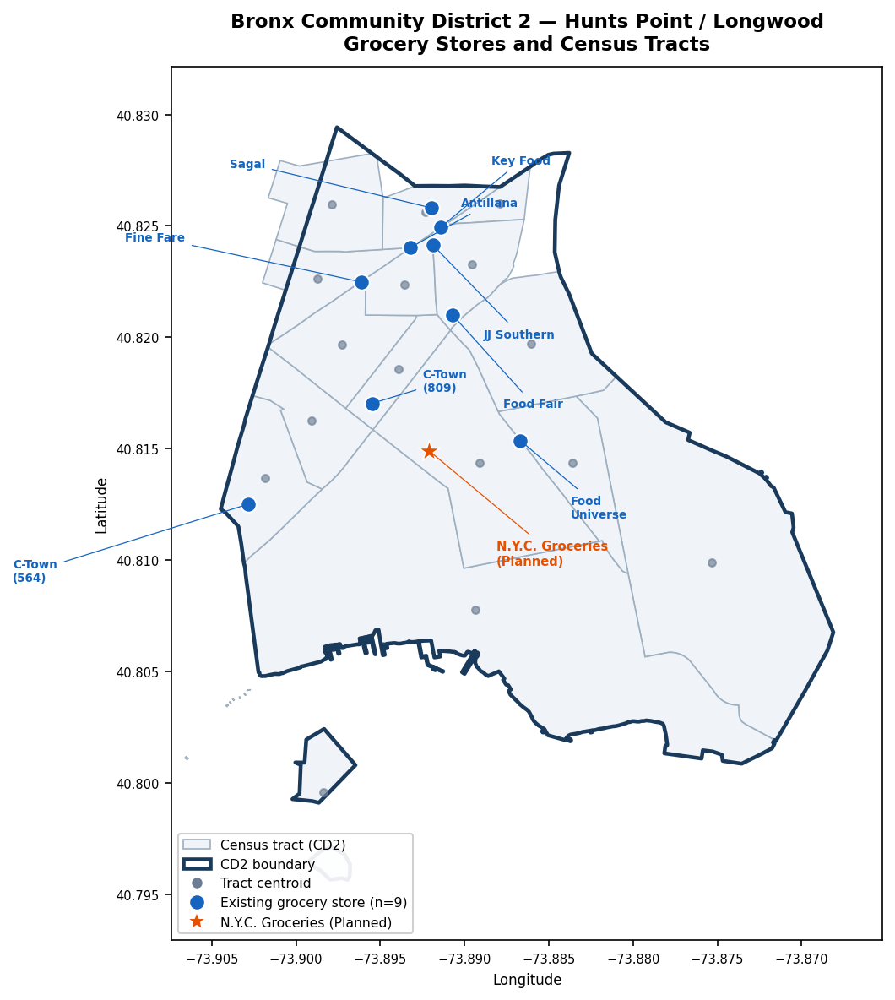 Bronx Community District 2 — Hunts Point / Longwood
Grocery Stores and Census Tracts
40.830
Sagal
Key Food
Antillana
40.825
Fine Fare
JJ Southern
40.820
C-Town
(809)
Food Fair
40.815
Food
Universe
N.Y.C. Groceries
(Planned)
C-Town
(564)
40.810
40.805
40.800
40.795
Latitude
Census tract (CD2)
CD2 boundary
Tract centroid
Existing grocery store (n=9)
N.Y.C. Groceries (Planned)
−73.905
−73.900
−73.895
−73.890
−73.885
−73.880
−73.875
−73.870
Longitude